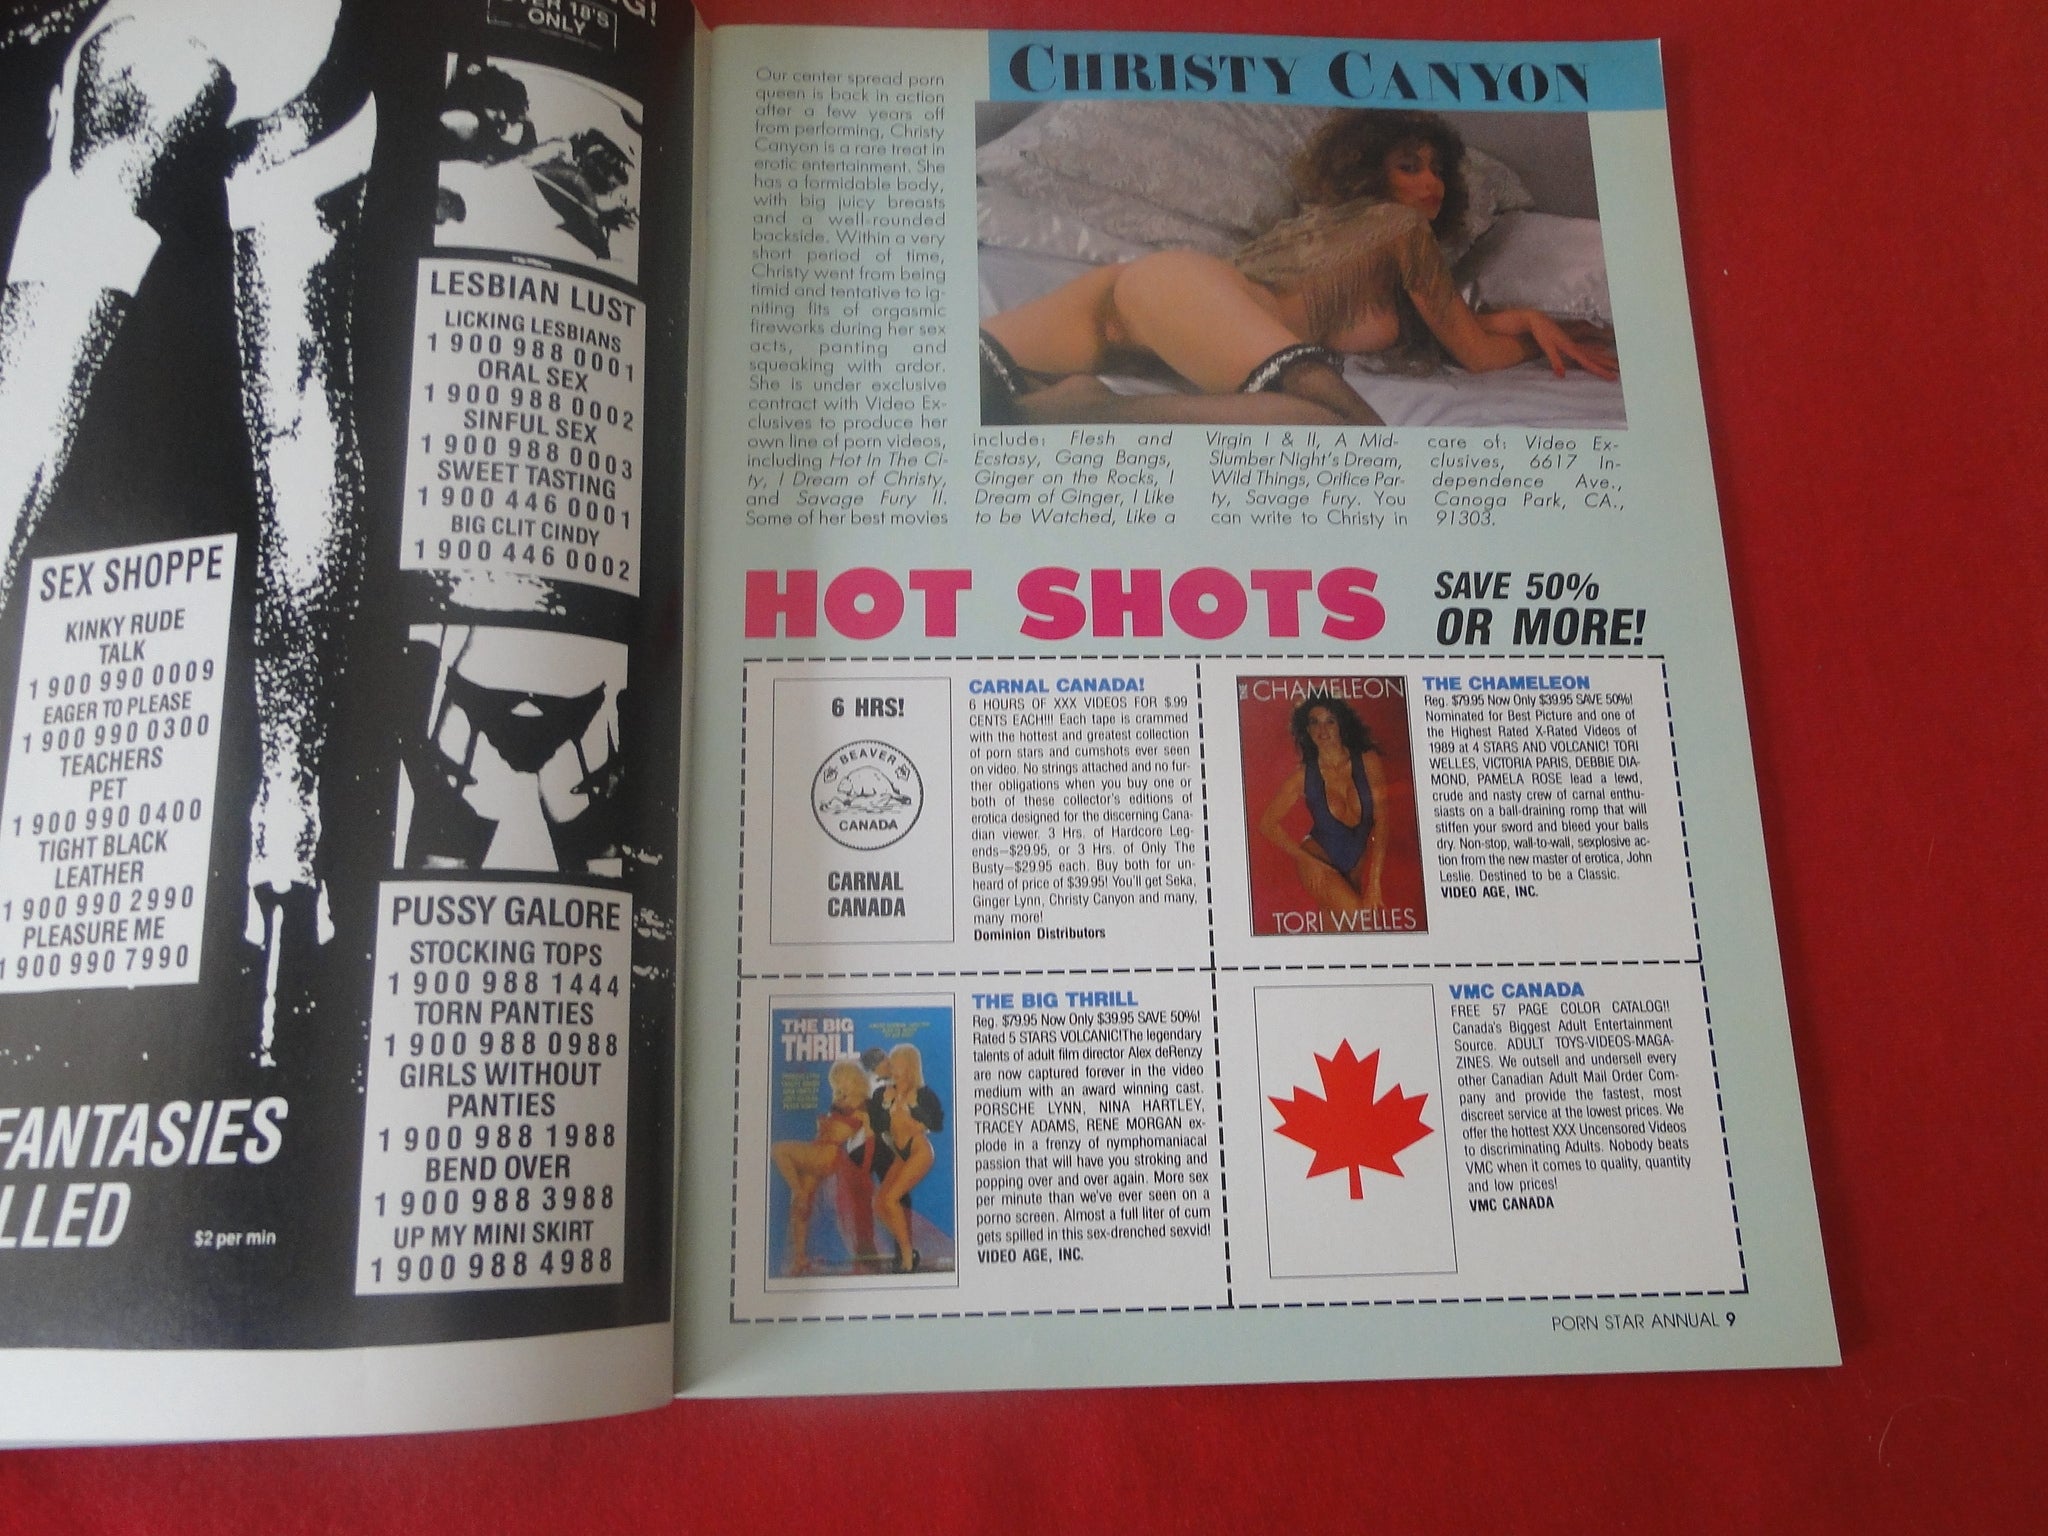 G!
OVER 18'S
ONLY
LESBIAN LUST
LICKING LESBIANS
1 900 988 0001
ORAL SEX
1 900 988 0002
SINFUL SEX
1 900 988 0003
SWEET TASTING
1 900 446 0001
BIG CLIT CINDY
1 900 446 0002
SEX SHOPPE
KINKY RUDE
TALK
1 900 990 0009
EAGER TO PLEASE
1 900 990 0300
TEACHERS
PET
1 900 990 0400
TIGHT BLACK
LEATHER
1 900 990 2990
PLEASURE ME
1 900 990 7990
PUSSY GALORE
STOCKING TOPS
1 900 988 1444
TORN PANTIES
1 900 988 0988
GIRLS WITHOUT
PANTIES
1 900 988 1988
BEND OVER
1 900 988 3988
UP MY MINI SKIRT
1 900 988 4988
FANTASIES
LLED
$2 per min
CHRISTY CANYON
Our center spread porn
queen is back in action
after a few years off
from performing, Christy
Canyon is a rare treat in
erotic entertainment. She
has a formidable body,
with big juicy breasts
and a well-rounded
backside. Within a very
short period of time,
Christy went from being
timid and tentative to ig-
niting fits of orgasmic
fireworks during her sex
acts, panting and
squeaking with ardor.
She is under exclusive
contract with Video Ex-
clusives to produce her
own line of porn videos,
including Hot In The Ci-
ty, I Dream of Christy,
and Savage Fury II.
Some of her best movies
include: Flesh and
Ecstasy, Gang Bangs,
Ginger on the Rocks, I
Dream of Ginger, I Like
to be Watched, Like a
Virgin I & II, A Mid-
Slumber Night's Dream,
Wild Things, Orifice Par-
ty, Savage Fury. You
can write to Christy in
care of: Video Ex-
clusives, 6617 In-
dependence Ave.,
Canoga Park, CA.,
91303.
HOT SHOTS
SAVE 50%
OR MORE!
6 HRS!
BEAVER
CANADA
CARNAL
CANADA
CARNAL CANADA!
6 HOURS OF XXX VIDEOS FOR $.99
CENTS EACH!!! Each tape is crammed
with the hottest and greatest collection
of porn stars and cumshots ever seen
on video. No strings attached and no fur-
ther obligations when you buy one or
both of these collector's editions of
erotica designed for the discerning Cana-
dian viewer. 3 Hrs. of Hardcore Leg-
ends—$29.95, or 3 Hrs. of Only The
Busty—$29.95 each. Buy both for un-
heard of price of $39.95! You'll get Seka,
Ginger Lynn, Christy Canyon and many,
many more!
Dominion Distributors
THE CHAMELEON
TORI WELLES
THE CHAMELEON
Reg. $79.95 Now Only $39.95 SAVE 50%!
Nominated for Best Picture and one of
the Highest Rated X-Rated Videos of
1989 at 4 STARS AND VOLCANIC! TORI
WELLES, VICTORIA PARIS, DEBBIE DIA-
MOND, PAMELA ROSE lead a lewd,
crude and nasty crew of carnal enthu-
siasts on a ball-draining romp that will
stiffen your sword and bleed your balls
dry. Non-stop, wall-to-wall, sexplosive ac-
tion from the new master of erotica, John
Leslie. Destined to be a Classic.
VIDEO AGE, INC.
THE BIG
THRILL
THE BIG THRILL
Reg. $79.95 Now Only $39.95 SAVE 50%!
Rated 5 STARS VOLCANIC!The legendary
talents of adult film director Alex deRenzy
are now captured forever in the video
medium with an award winning cast.
PORSCHE LYNN, NINA HARTLEY,
TRACEY ADAMS, RENE MORGAN ex-
plode in a frenzy of nymphomaniacal
passion that will have you stroking and
popping over and over again. More sex
per minute than we've ever seen on a
porno screen. Almost a full liter of cum
gets spilled in this sex-drenched sexvid!
VIDEO AGE, INC.
VMC CANADA
FREE 57 PAGE COLOR CATALOG!!
Canada's Biggest Adult Entertainment
Source. ADULT TOYS-VIDEOS-MAGA-
ZINES. We outsell and undersell every
other Canadian Adult Mail Order Com-
pany and provide the fastest, most
discreet service at the lowest prices. We
offer the hottest XXX Uncensored Videos
to discriminating Adults. Nobody beats
VMC when it comes to quality, quantity
and low prices!
VMC CANADA
PORN STAR ANNUAL 9